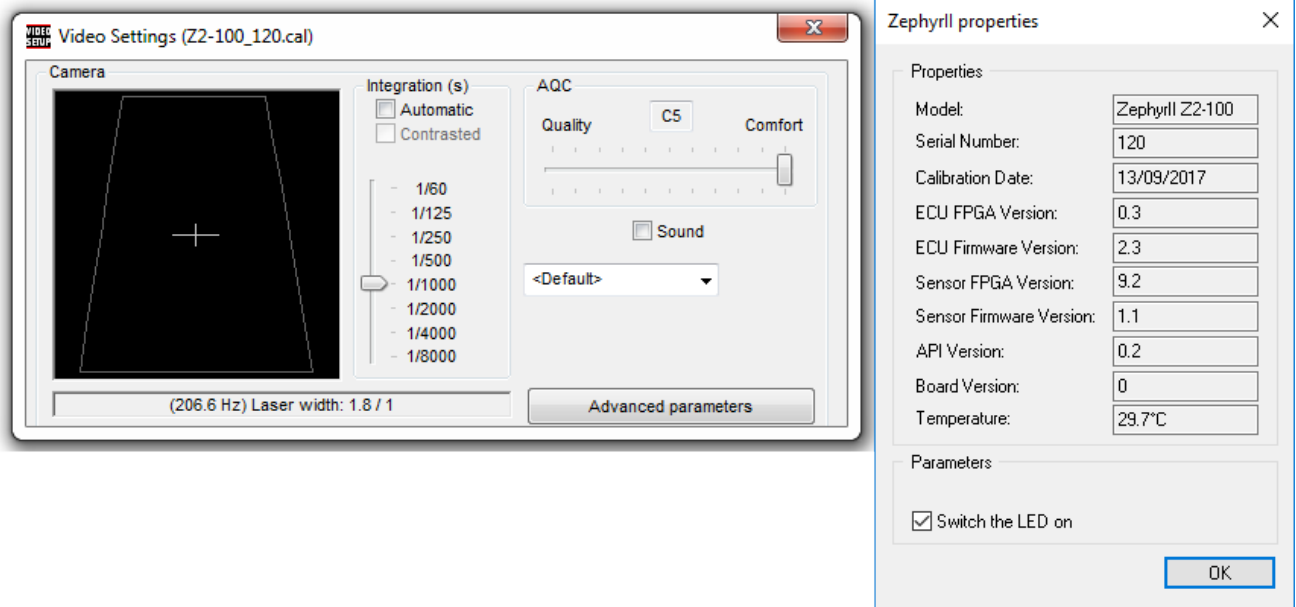 VIDEO
SETUP
Video Settings (Z2-100_120.cal)
Camera
Integration (s)
Automatic
Contrasted
1/60
1/125
1/250
1/500
1/1000
1/2000
1/4000
1/8000
AQC
Quality
C5
Comfort
Sound
<Default>
(206.6 Hz) Laser width: 1.8 / 1
Advanced parameters
ZephyrII properties
Properties
Model: ZephyrII Z2-100
Serial Number: 120
Calibration Date: 13/09/2017
ECU FPGA Version: 0.3
ECU Firmware Version: 2.3
Sensor FPGA Version: 9.2
Sensor Firmware Version: 1.1
API Version: 0.2
Board Version: 0
Temperature: 29.7°C
Parameters
Switch the LED on
OK